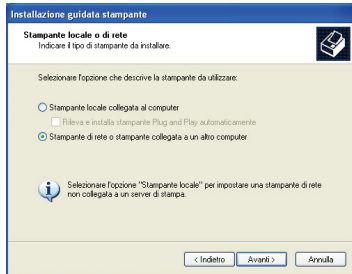 Installazione guidata stampante
Stampante locale o di rete
Indicare il tipo di stampante da installare.
Selezionare l'opzione che descrive la stampante da utilizzare:
Stampante locale collegata al computer
Rileva e installa stampante Plug and Play automaticamente
Stampante di rete o stampante collegata a un altro computer
Selezionare l'opzione "Stampante locale" per impostare una stampante di rete
non collegata a un server di stampa.
< Indietro
Avanti >
Annulla